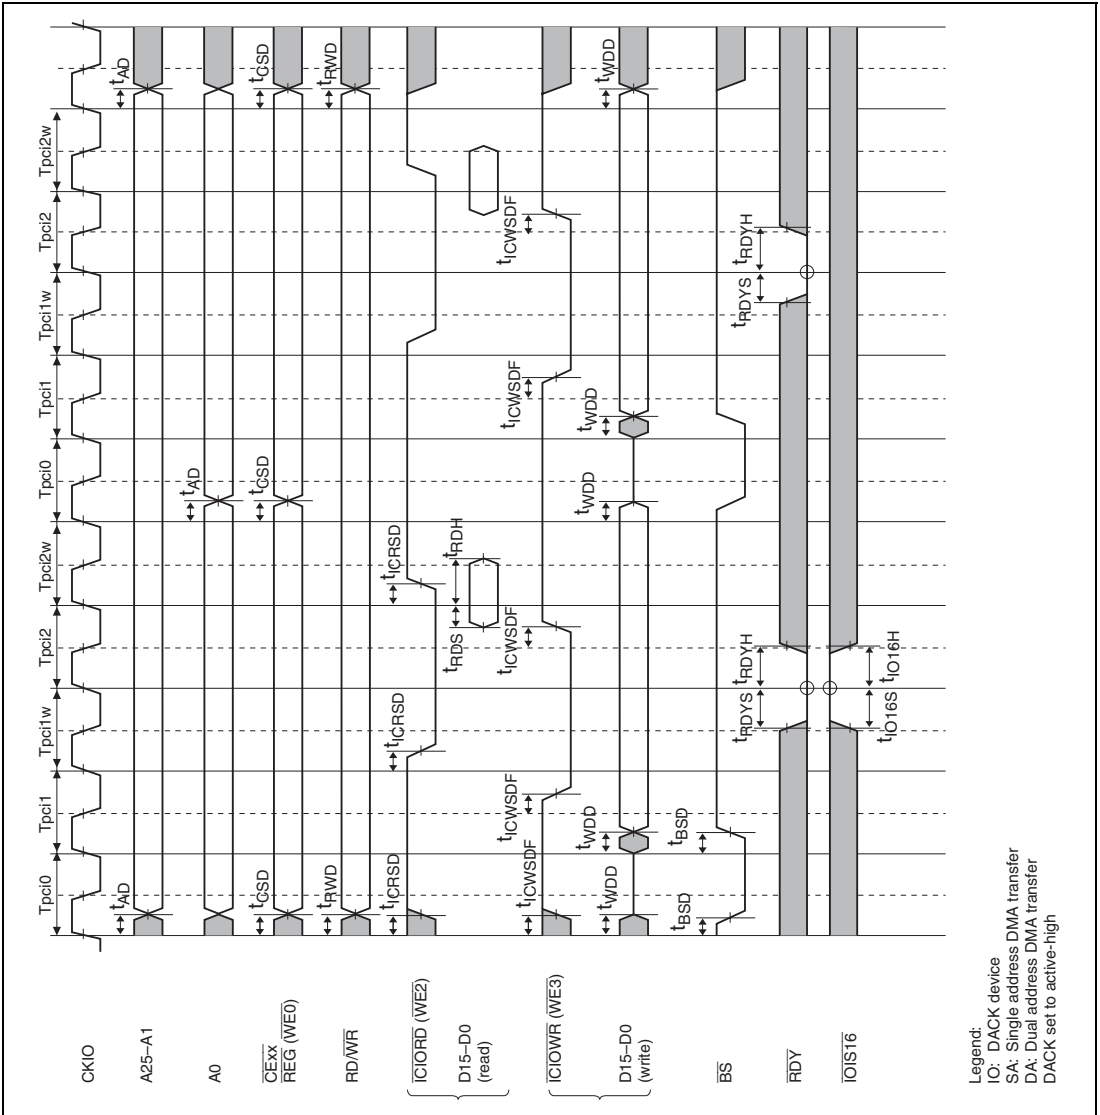 Tpci0 Tpci1 Tpci1w Tpci2 Tpci2w Tpci0 Tpci1 Tpci1w Tpci2 Tpci2w
CKIO
tAD tAD
A25–A1
tAD
A0
tCSD tCSD tCSD
CExx
REG (WE0)
tRWD tRWD
RD/WR
tICRSD tICRSD tICRSD
ICIORD (WE2)
tRDS tRDH
D15–D0
(read)
tICWSDF tICWSDF tICWSDF tICWSDF tICWSDF
ICIOWR (WE3)
tWDD tWDD tWDD tWDD tWDD
D15–D0
(write)
tBSD tBSD
BS
tRDYS tRDYH tRDYS tRDYH
RDY
IOIS16
tIO16S tIO16H
Legend:
IO: DACK device
SA: Single address DMA transfer
DA: Dual address DMA transfer
DACK set to active-high